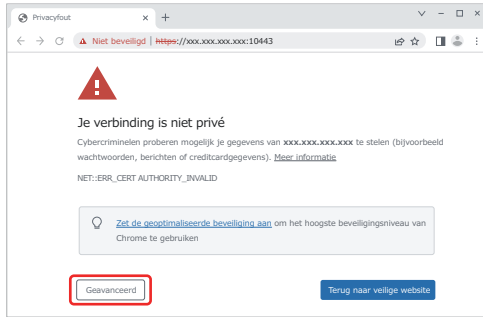 Privacyfout
Niet beveiligd | https://xxx.xxx.xxx.xxx:10443
Je verbinding is niet privé
Cybercriminelen proberen mogelijk je gegevens van xxx.xxx.xxx.xxx te stelen (bijvoorbeeld
wachtwoorden, berichten of creditcardgegevens). Meer informatie
NET::ERR_CERT AUTHORITY_INVALID
Zet de geoptimaliseerde beveiliging aan om het hoogste beveiligingsniveau van
Chrome te gebruiken
Geavanceerd
Terug naar veilige website